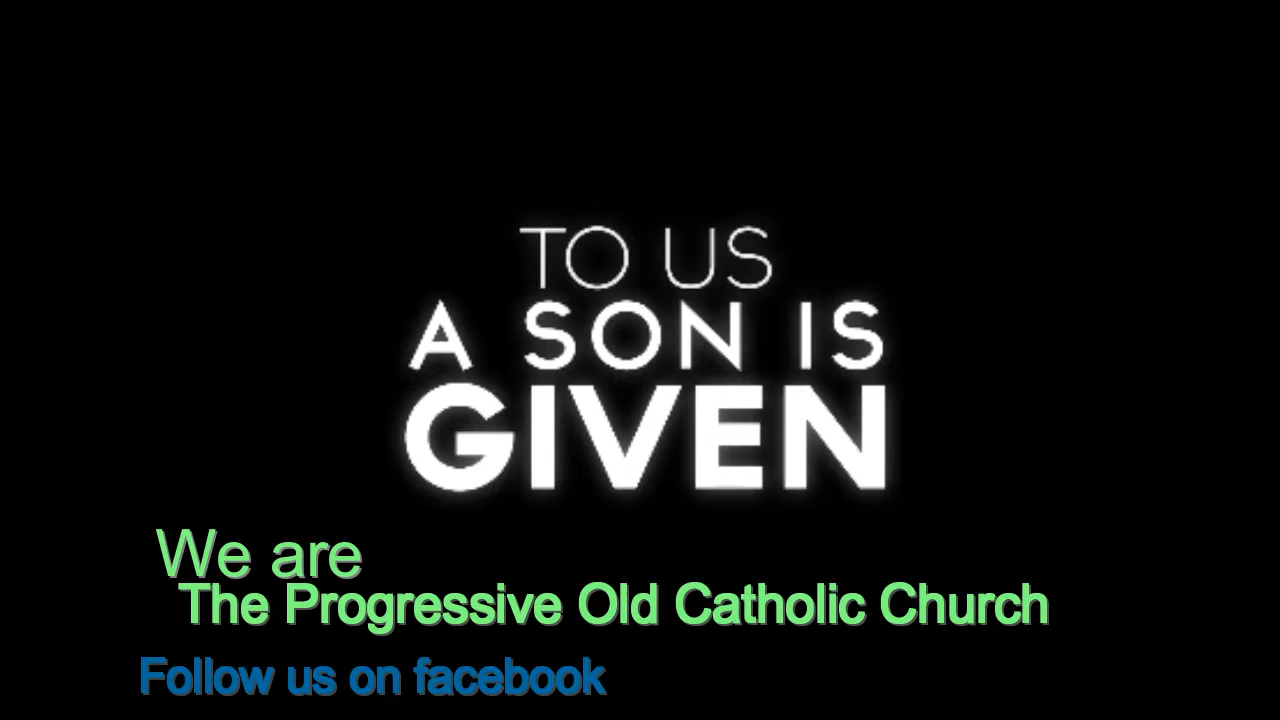 TO US
A SON IS
GIVEN
We are
The Progressive Old Catholic Church
Follow us on facebook